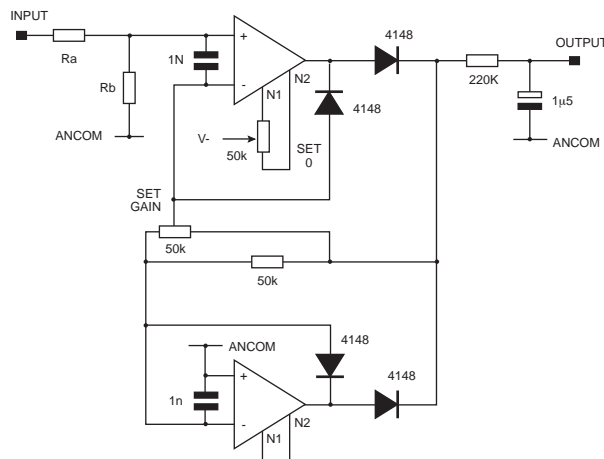 INPUT
4148
OUTPUT
Ra
1N
+
-
N2
220K
Rb
N1
4148
1µ5
ANCOM
V-
50k
SET
0
ANCOM
SET
GAIN
50k
50k
ANCOM
4148
4148
+
1n
-
N2
N1